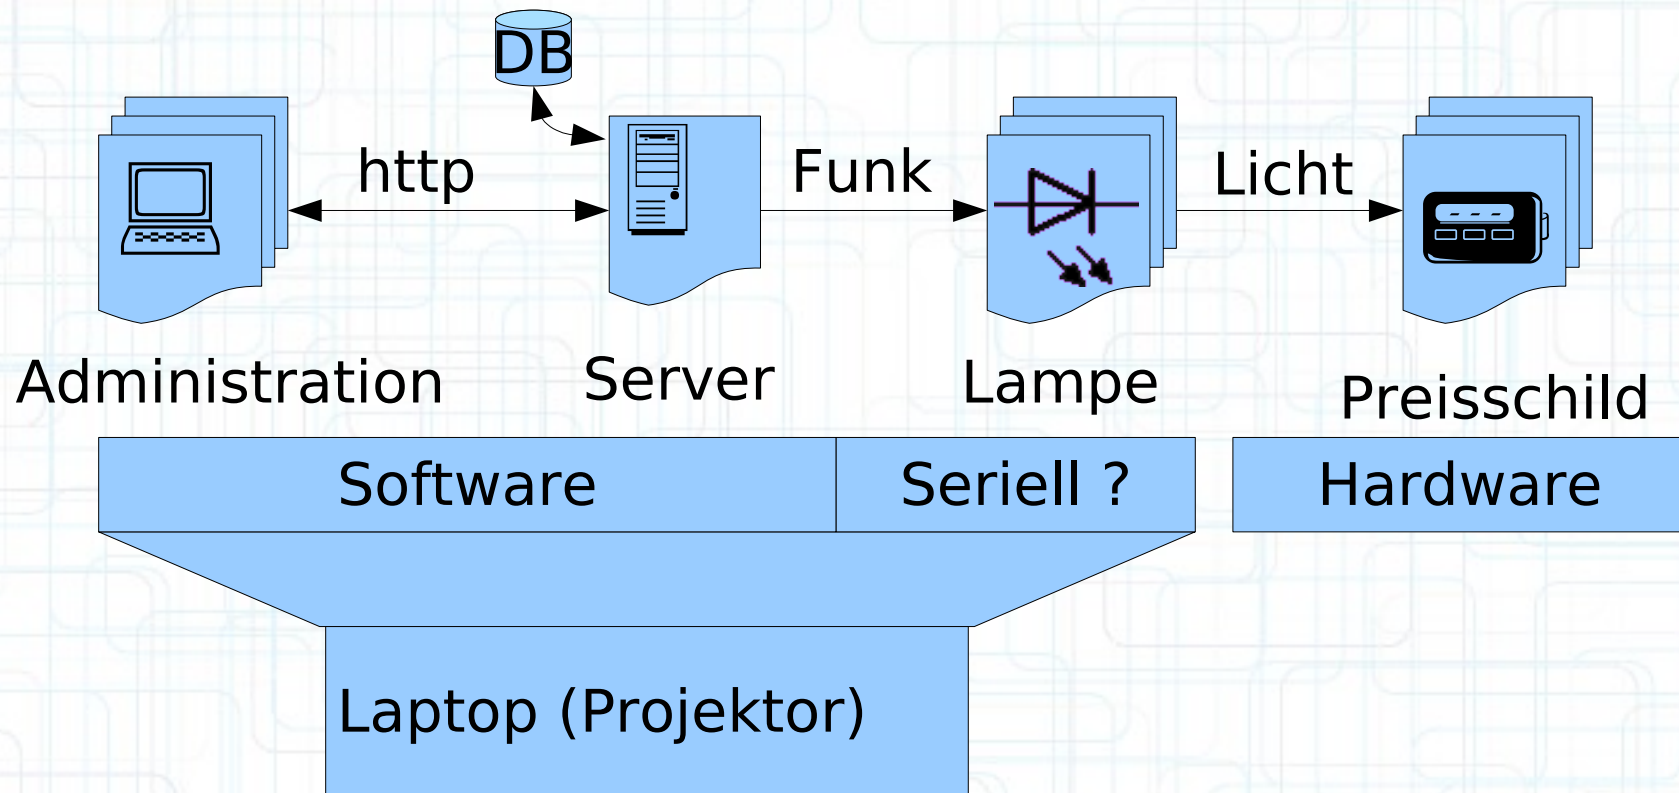 DB
http
Funk
Licht
Administration
Server
Lampe
Preisschild
Software
Seriell ?
Hardware
Laptop (Projektor)